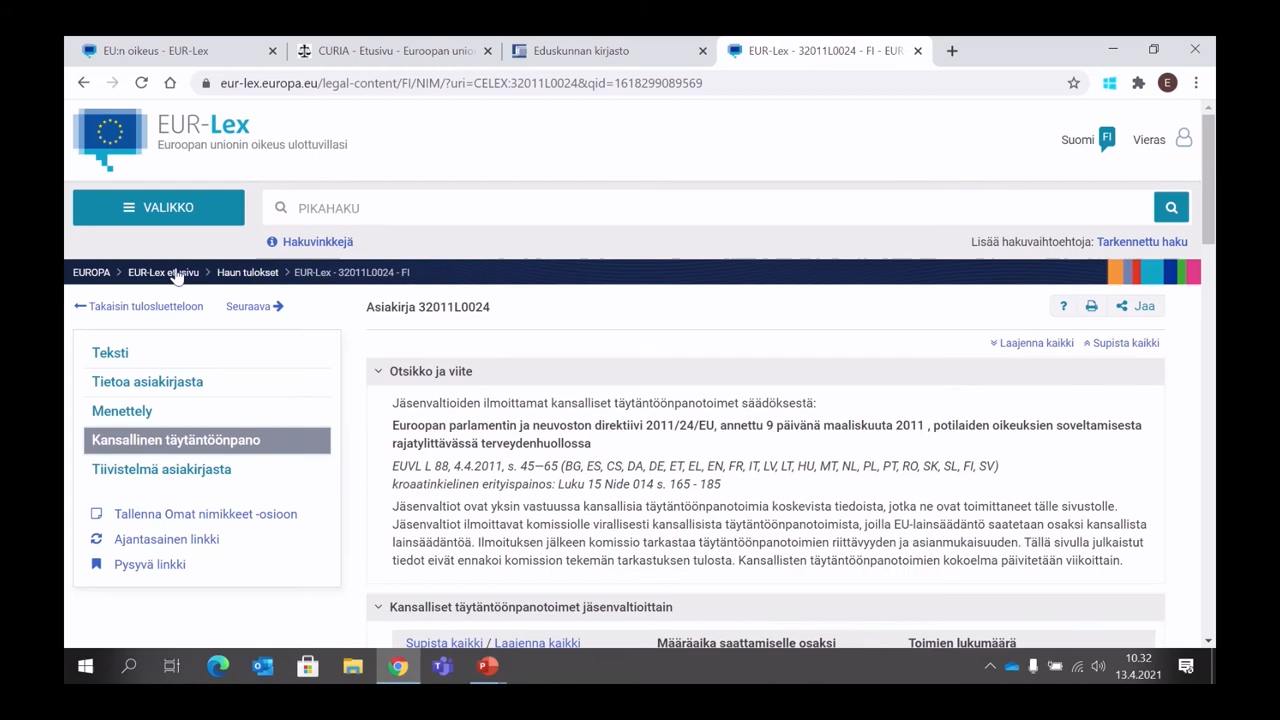 EU:n oikeus - EUR-Lex
CURIA - Etusivu - Euroopan unio
Eduskunnan kirjasto
EUR-Lex - 32011L0024 - FI - EUR
eur-lex.europa.eu/legal-content/FI/NIM/?uri=CELEX:32011L0024&qid=1618299089569
E
EUR-Lex
Euroopan unionin oikeus ulottuvillasi
Suomi FI
Vieras
VALIKKO
PIKAHAKU
Hakuvinkkejä
Lisää hakuvaihtoehtoja: Tarkennettu haku
EUROPA > EUR-Lex etusivu > Haun tulokset > EUR-Lex - 32011L0024 - FI
Takaisin tulosluetteloon
Seuraava
Asiakirja 32011L0024
? Jaa
Laajenna kaikki Supista kaikki
Teksti
Tietoa asiakirjasta
Menettely
Kansallinen täytäntöönpano
Tiivistelmä asiakirjasta
Tallenna Omat nimikkeet -osioon
Ajantasainen linkki
Pysyvä linkki
Otsikko ja viite
Jäsenvaltioiden ilmoittamat kansalliset täytäntöönpanotoimet säädöksestä:
Euroopan parlamentin ja neuvoston direktiivi 2011/24/EU, annettu 9 päivänä maaliskuuta 2011 , potilaiden oikeuksien soveltamisesta
rajatylittävässä terveydenhuollossa
EUVL L 88, 4.4.2011, s. 45—65 (BG, ES, CS, DA, DE, ET, EL, EN, FR, IT, LV, LT, HU, MT, NL, PL, PT, RO, SK, SL, FI, SV)
kroaatinkielinen erityispainos: Luku 15 Nide 014 s. 165 - 185
Jäsenvaltiot ovat yksin vastuussa kansallisia täytäntöönpanotoimia koskevista tiedoista, jotka ne ovat toimittaneet tälle sivustolle.
Jäsenvaltiot ilmoittavat komissiolle virallisesti kansallisista täytäntöönpanotoimista, joilla EU-lainsäädäntö saatetaan osaksi kansallista
lainsäädäntöä. Ilmoituksen jälkeen komissio tarkastaa täytäntöönpanotoimien riittävyyden ja asianmukaisuuden. Tällä sivulla julkaistut
tiedot eivät ennakoi komission tekemän tarkastuksen tulosta. Kansallisten täytäntöönpanotoimien kokoelma päivitetään viikoittain.
Kansalliset täytäntöönpanotoimet jäsenvaltioittain
Supista kaikki / Laajenna kaikki
Määräaika saattamiselle osaksi
Toimien lukumäärä
10.32
13.4.2021